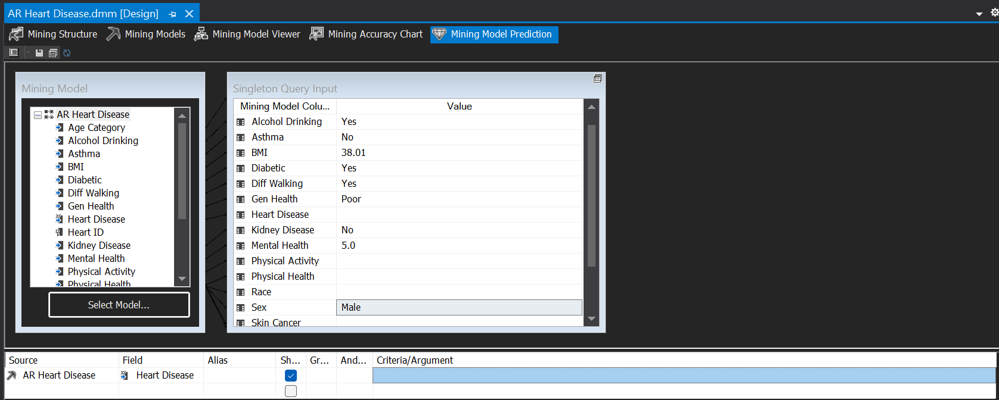 AR Heart Disease.dmm [Design]
Mining Structure Mining Models Mining Model Viewer Mining Accuracy Chart Mining Model Prediction
Mining Model
AR Heart Disease
Age Category
Alcohol Drinking
Asthma
BMI
Diabetic
Diff Walking
Gen Health
Heart Disease
Heart ID
Kidney Disease
Mental Health
Physical Activity
Physical Health
Select Model...
Singleton Query Input
Mining Model Colu... Value
Alcohol Drinking Yes
Asthma No
BMI 38.01
Diabetic Yes
Diff Walking Yes
Gen Health Poor
Heart Disease
Kidney Disease No
Mental Health 5.0
Physical Activity
Physical Health
Race
Sex Male
Skin Cancer
Source Field Alias Sh... Gr... And... Criteria/Argument
AR Heart Disease Heart Disease